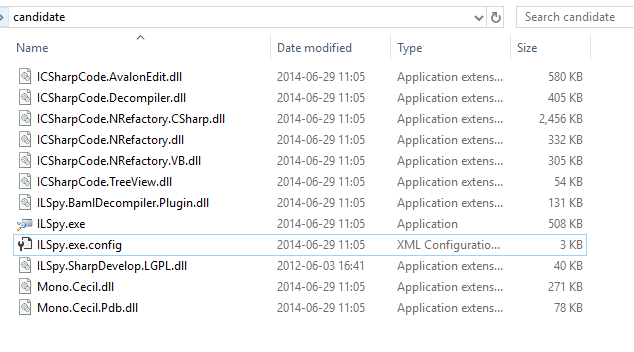 candidate Search candidate
Name Date modified Type Size
ICSharpCode.AvalonEdit.dll 2014-06-29 11:05 Application extens... 580 KB
ICSharpCode.Decompiler.dll 2014-06-29 11:05 Application extens... 405 KB
ICSharpCode.NRefactory.CSharp.dll 2014-06-29 11:05 Application extens... 2,456 KB
ICSharpCode.NRefactory.dll 2014-06-29 11:05 Application extens... 332 KB
ICSharpCode.NRefactory.VB.dll 2014-06-29 11:05 Application extens... 305 KB
ICSharpCode.TreeView.dll 2014-06-29 11:05 Application extens... 54 KB
ILSpy.BamlDecompiler.Plugin.dll 2014-06-29 11:05 Application extens... 131 KB
ILSpy.exe 2014-06-29 11:05 Application 508 KB
ILSpy.exe.config 2014-06-29 11:05 XML Configuratio... 3 KB
ILSpy.SharpDevelop.LGPL.dll 2012-06-03 16:41 Application extens... 40 KB
Mono.Cecil.dll 2014-06-29 11:05 Application extens... 271 KB
Mono.Cecil.Pdb.dll 2014-06-29 11:05 Application extens... 78 KB